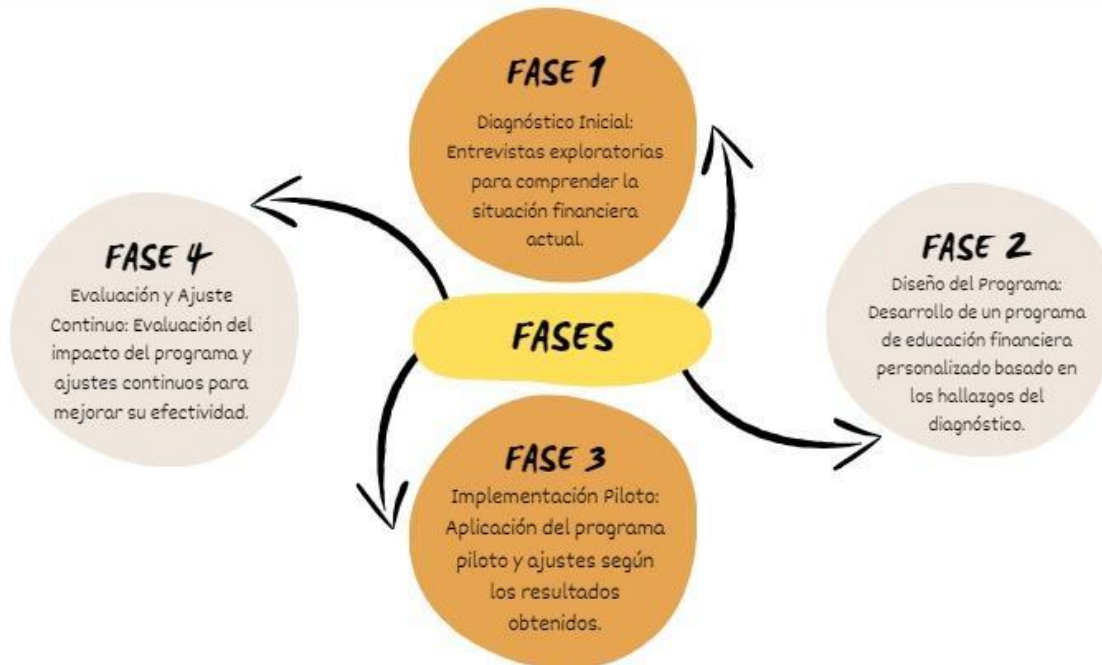 FASE 1
Diagnóstico Inicial:
Entrevistas exploratorias
para comprender la
situación financiera
actual.
FASE 2
Diseño del Programa:
Desarrollo de un programa
de educación financiera
personalizado basado en
los hallazgos del
diagnóstico.
FASES
FASE 3
Implementación Piloto:
Aplicación del programa
piloto y ajustes según
los resultados
obtenidos.
FASE 4
Evaluación y Ajuste
Continuo: Evaluación del
impacto del programa y
ajustes continuos para
mejorar su efectividad.